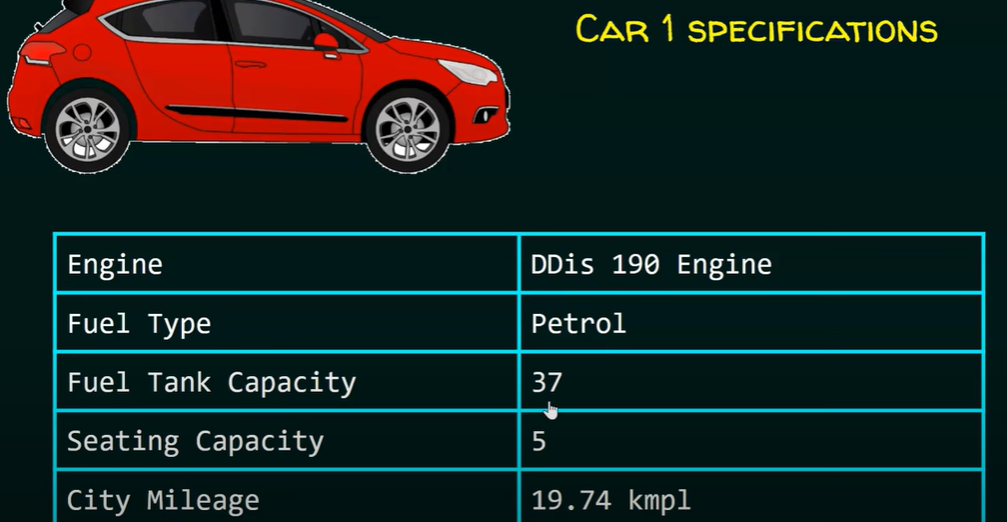 CAR 1 SPECIFICATIONS
Engine DDis 190 Engine
Fuel Type Petrol
Fuel Tank Capacity 37
Seating Capacity 5
City Mileage 19.74 kmpl